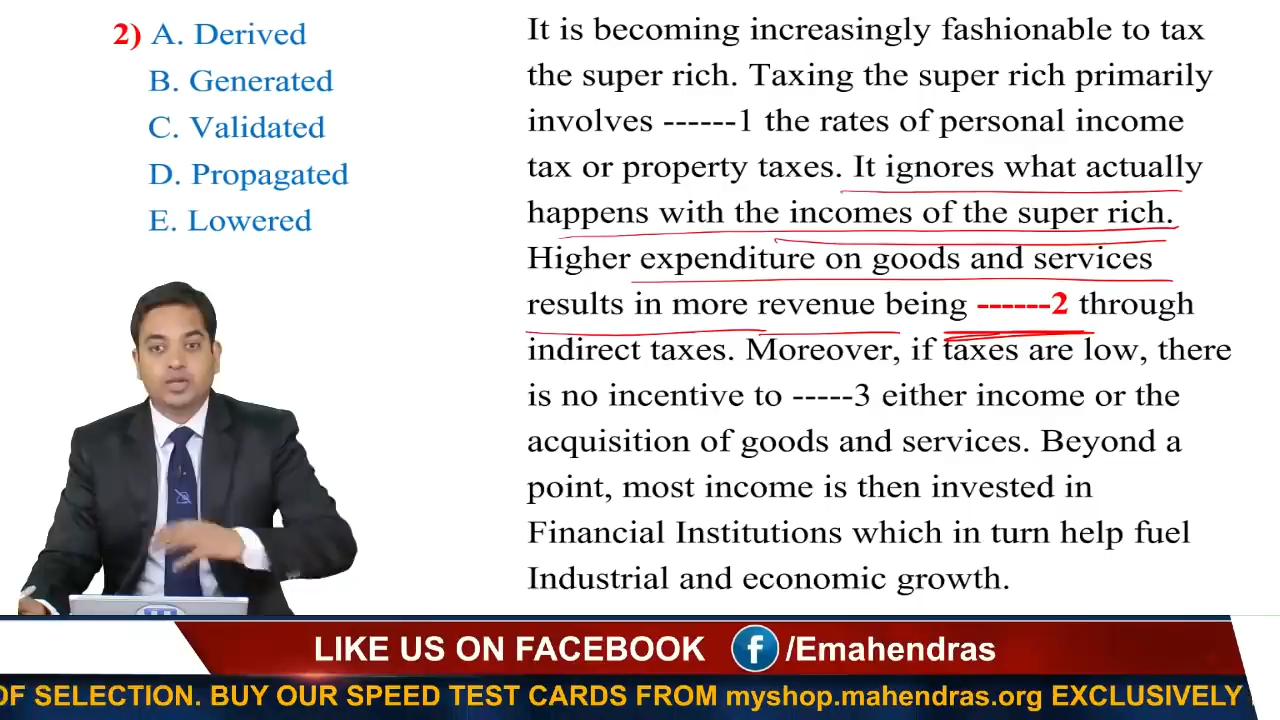 2) A. Derived
B. Generated
C. Validated
D. Propagated
E. Lowered
It is becoming increasingly fashionable to tax
the super rich. Taxing the super rich primarily
involves ------1 the rates of personal income
tax or property taxes. It ignores what actually
happens with the incomes of the super rich.
Higher expenditure on goods and services
results in more revenue being ------2 through
indirect taxes. Moreover, if taxes are low, there
is no incentive to -----3 either income or the
acquisition of goods and services. Beyond a
point, most income is then invested in
Financial Institutions which in turn help fuel
Industrial and economic growth.
LIKE US ON FACEBOOK f /Emahendras
OF SELECTION. BUY OUR SPEED TEST CARDS FROM myshop.mahendras.org EXCLUSIVELY